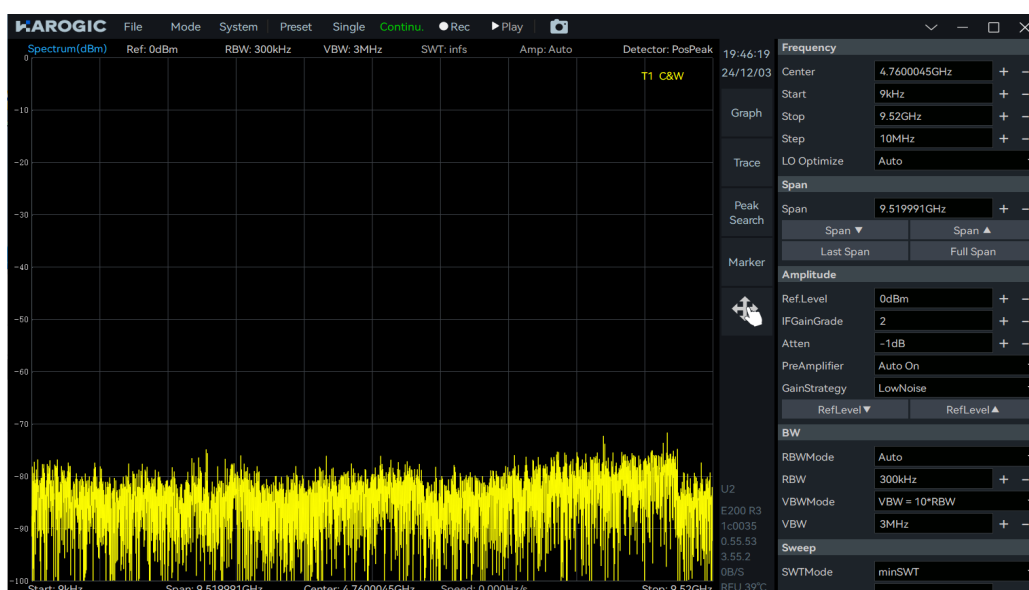 HAROGIC File Mode System Preset Single Continu. Rec Play
Spectrum(dBm) Ref: 0dBm RBW: 300kHz VBW: 3MHz SWT: infs Amp: Auto Detector: PosPeak
T1 C&W
0
-10
-20
-30
-40
-50
-60
-70
-80
-90
-100
Start: 9kHz Span: 9.519991GHz Center: 4.7600045GHz Speed: 0.000Hz/s Stop: 9.52GHz
19:46:19
24/12/03
Graph
Trace
Peak
Search
Marker
U2
E200 R3
1c0035
0.55.53
3.55.2
0B/S
RFU 39°C
Frequency
Center 4.7600045GHz + -
Start 9kHz + -
Stop 9.52GHz + -
Step 10MHz + -
LO Optimize Auto
Span
Span 9.519991GHz + -
Span ▼ Span ▲
Last Span Full Span
Amplitude
Ref.Level 0dBm + -
IFGainGrade 2 + -
Atten -1dB + -
PreAmplifier Auto On
GainStrategy LowNoise
RefLevel▼ RefLevel▲
BW
RBWMode Auto
RBW 300kHz + -
VBWMode VBW = 10*RBW
VBW 3MHz + -
Sweep
SWTMode minSWT